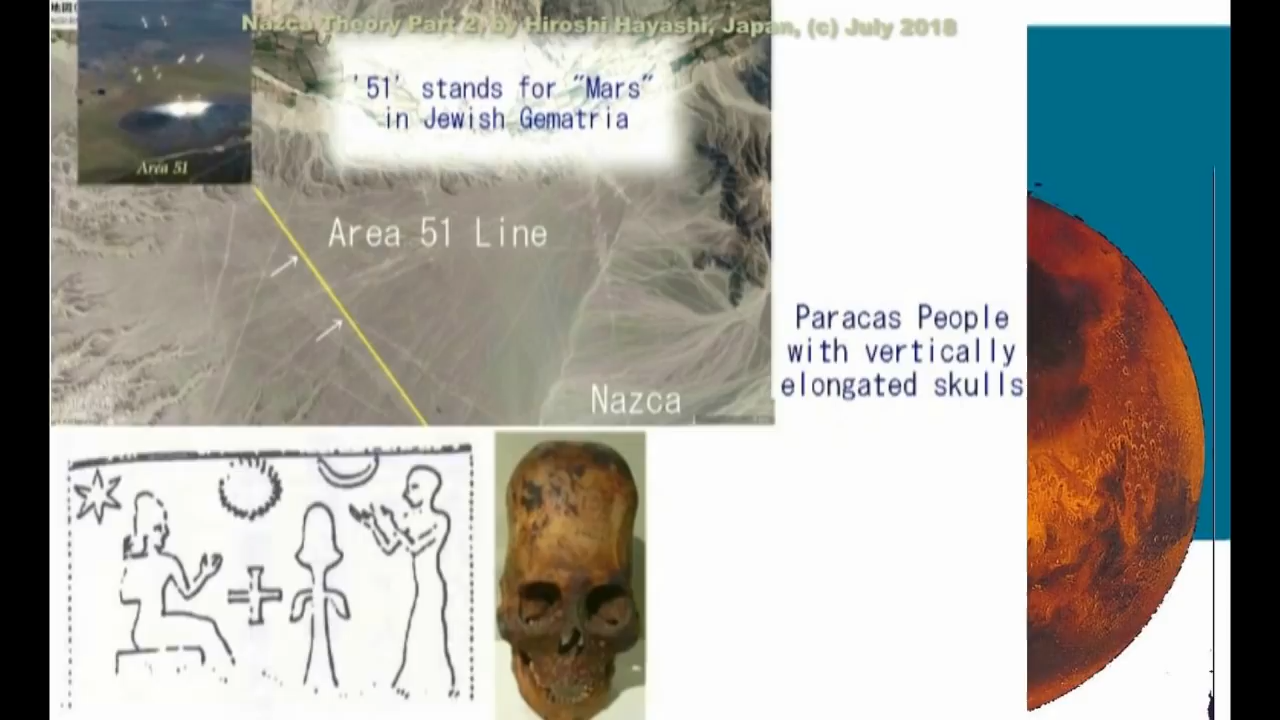 Nazca Theory Part 2, by Hiroshi Hayashi, Japan, (c) July 2018
'51' stands for "Mars"
in Jewish Gematria
Area 51
Area 51 Line
Nazca
Paracas People
with vertically
elongated skulls